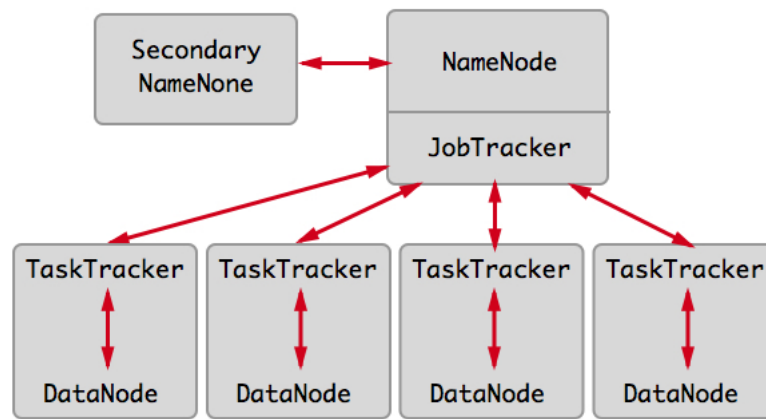 Secondary
NameNone
NameNode
JobTracker
TaskTracker
TaskTracker
TaskTracker
TaskTracker
DataNode
DataNode
DataNode
DataNode